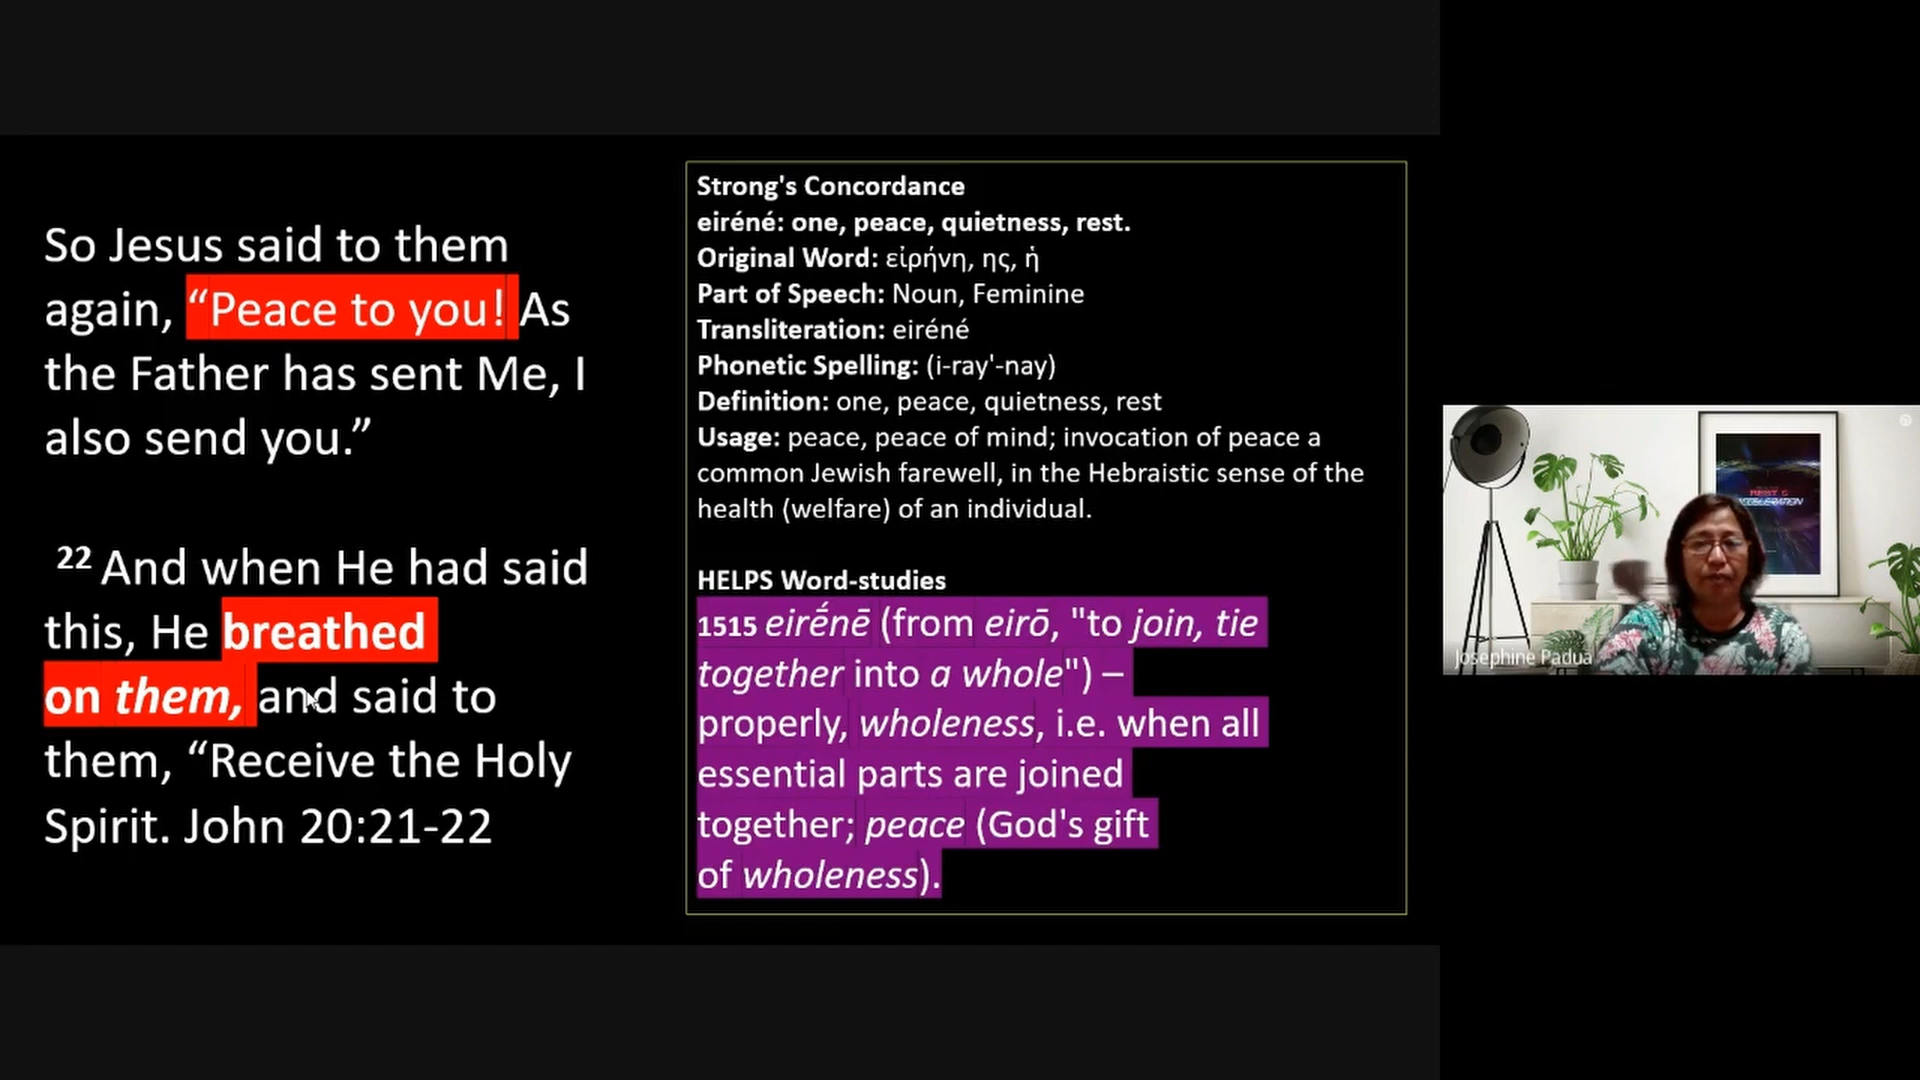 So Jesus said to them
again, “Peace to you! As
the Father has sent Me, I
also send you.”
22 And when He had said
this, He breathed
on them, and said to
them, “Receive the Holy
Spirit. John 20:21-22
Strong's Concordance
eiréné: one, peace, quietness, rest.
Original Word: εἰρήνη, ης, ἡ
Part of Speech: Noun, Feminine
Transliteration: eiréné
Phonetic Spelling: (i-ray'-nay)
Definition: one, peace, quietness, rest
Usage: peace, peace of mind; invocation of peace a
common Jewish farewell, in the Hebraistic sense of the
health (welfare) of an individual.
HELPS Word-studies
1515 eirḗnē (from eirō, "to join, tie
together into a whole") –
properly, wholeness, i.e. when all
essential parts are joined
together; peace (God's gift
of wholeness).
Josephine Padua